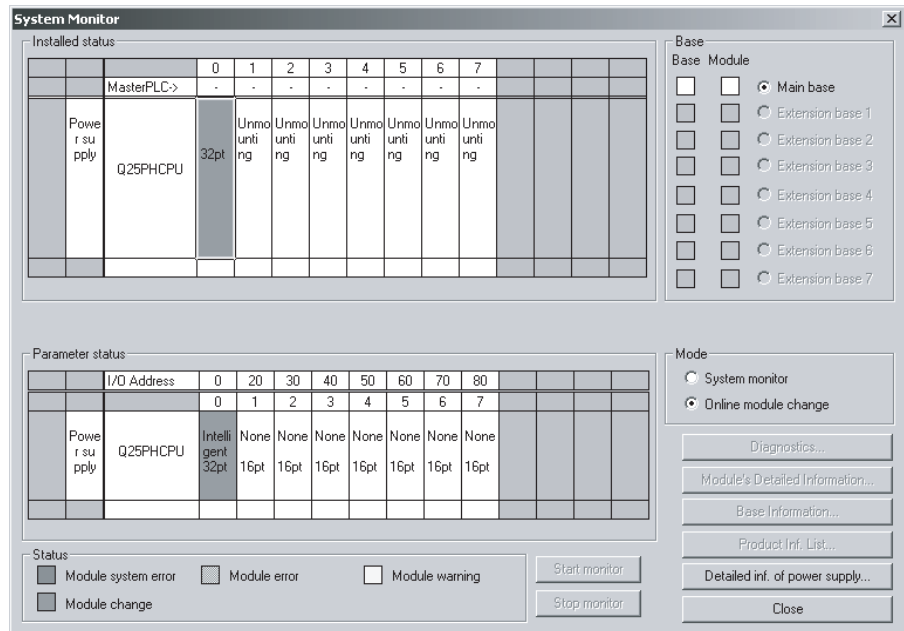 System Monitor
Installed status
0 1 2 3 4 5 6 7
MasterPLC-> - - - - - - - -
Powe
r su
pply
Q25PHCPU
32pt
Unmo
unti
ng
Unmo
unti
ng
Unmo
unti
ng
Unmo
unti
ng
Unmo
unti
ng
Unmo
unti
ng
Unmo
unti
ng
Base
Base Module
Main base
Extension base 1
Extension base 2
Extension base 3
Extension base 4
Extension base 5
Extension base 6
Extension base 7
Parameter status
I/O Address 0 20 30 40 50 60 70 80
0 1 2 3 4 5 6 7
Powe
r su
pply
Q25PHCPU
Intelli
gent
32pt
None
16pt
None
16pt
None
16pt
None
16pt
None
16pt
None
16pt
None
16pt
Mode
System monitor
Online module change
Diagnostics...
Module's Detailed Information...
Base Information...
Product Inf. List...
Detailed inf. of power supply...
Close
Status
Module system error
Module error
Module warning
Module change
Start monitor
Stop monitor